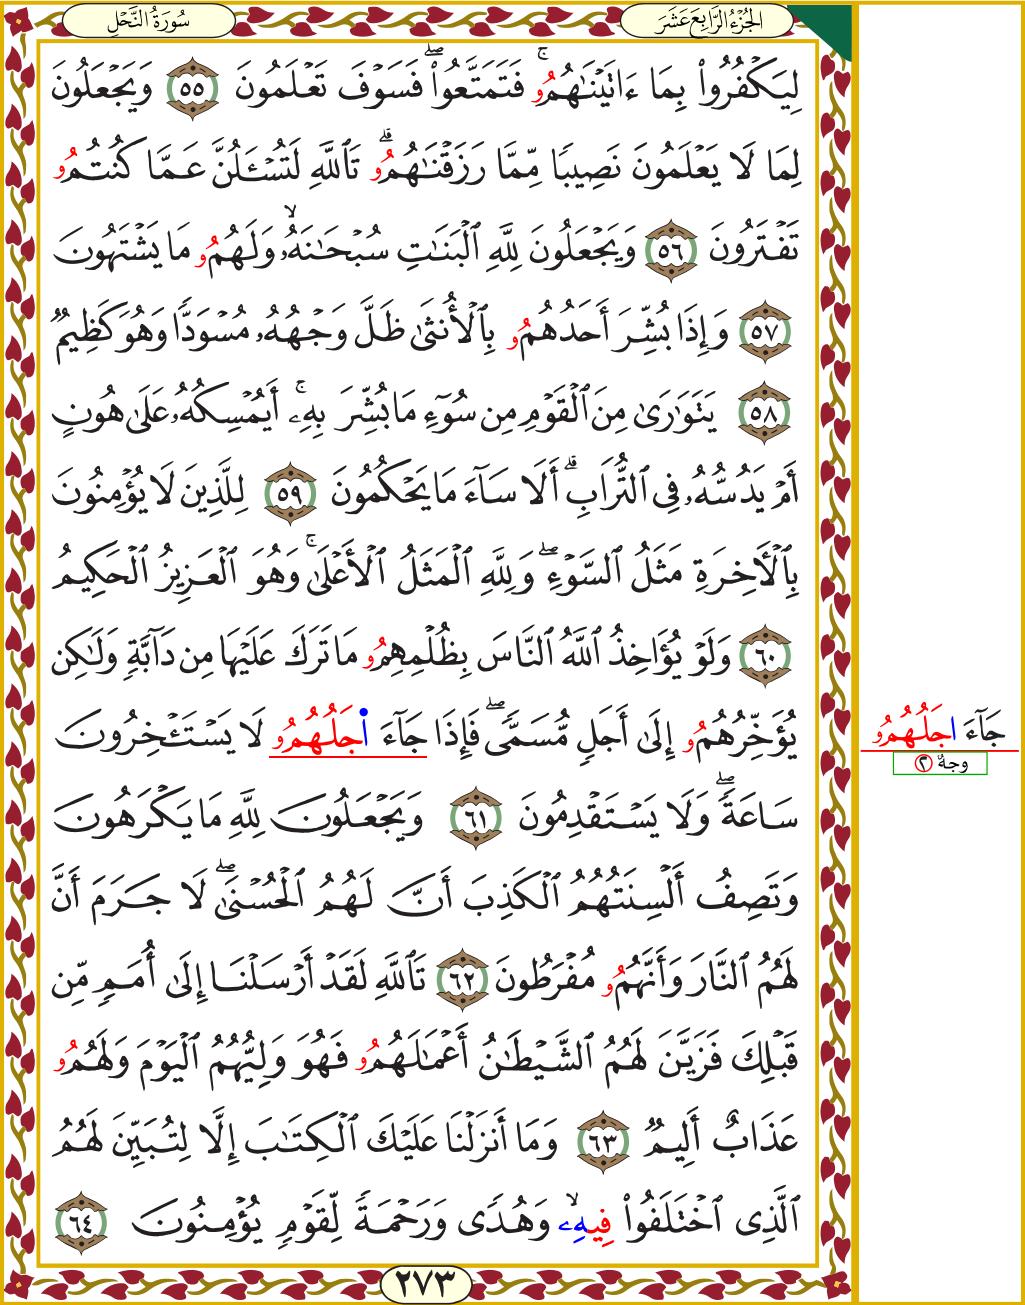 الجُزْءُ الرَّابِعَ عَشَرَ
سُورَةُ النَّحْلِ
لِيَكْفُرُوا۟ بِمَا ءَاتَيْنَٰهُمُۥۚ فَتَمَتَّعُوا۟ۖ فَسَوْفَ تَعْلَمُونَ ٥٥ وَيَجْعَلُونَ
لِمَا لَا يَعْلَمُونَ نَصِيبًا مِّمَّا رَزَقْنَٰهُمُۥۗ تَٱللَّهِ لَتُسْـَٔلُنَّ عَمَّا كُنتُمُۥ
تَفْتَرُونَ ٥٦ وَيَجْعَلُونَ لِلَّهِ ٱلْبَنَٰتِ سُبْحَٰنَهُۥۙ وَلَهُمُۥ مَا يَشْتَهُونَ
٥٧ وَإِذَا بُشِّرَ أَحَدُهُمُۥ بِٱلْأُنثَىٰ ظَلَّ وَجْهُهُۥ مُسْوَدًّا وَهُوَ كَظِيمٌ
٥٨ يَتَوَٰرَىٰ مِنَ ٱلْقَوْمِ مِن سُوٓءِ مَا بُشِّرَ بِهِۦٓۚ أَيُمْسِكُهُۥ عَلَىٰ هُونٍ
أَمْ يَدُسُّهُۥ فِى ٱلتُّرَابِۗ أَلَا سَآءَ مَا يَحْكُمُونَ ٥٩ لِلَّذِينَ لَا يُؤْمِنُونَ
بِٱلْأَخِرَةِ مَثَلُ ٱلسَّوْءِۖ وَلِلَّهِ ٱلْمَثَلُ ٱلْأَعْلَىٰۚ وَهُوَ ٱلْعَزِيزُ ٱلْحَكِيمُ
٦٠ وَلَوْ يُؤَاخِذُ ٱللَّهُ ٱلنَّاسَ بِظُلْمِهِمُۥ مَا تَرَكَ عَلَيْهَا مِن دَآبَّةٍ وَلَٰكِن
يُؤَخِّرُهُمُۥ إِلَىٰ أَجَلٍ مُّسَمًّىۖ فَإِذَا جَآءَ اجَلُهُمُۥ لَا يَسْتَـْٔخِرُونَ
سَاعَةًۖ وَلَا يَسْتَقْدِمُونَ ٦١ وَيَجْعَلُونَ لِلَّهِ مَا يَكْرَهُونَ
وَتَصِفُ أَلْسِنَتُهُمُ ٱلْكَذِبَ أَنَّ لَهُمُ ٱلْحُسْنَىٰۖ لَا جَرَمَ أَنَّ
لَهُمُ ٱلنَّارَ وَأَنَّهُمُۥ مُفْرَطُونَ ٦٢ تَٱللَّهِ لَقَدْ أَرْسَلْنَا إِلَىٰ أُمَمٍ مِّن
قَبْلِكَ فَزَيَّنَ لَهُمُ ٱلشَّيْطَٰنُ أَعْمَٰلَهُمُۥ فَهُوَ وَلِيُّهُمُ ٱلْيَوْمَ وَلَهُمُۥ
عَذَابٌ أَلِيمٌ ٦٣ وَمَا أَنزَلْنَا عَلَيْكَ ٱلْكِتَٰبَ إِلَّا لِتُبَيِّنَ لَهُمُ
ٱلَّذِى ٱخْتَلَفُوا۟ فِيهِۦۙ وَهُدًى وَرَحْمَةً لِّقَوْمٍ يُؤْمِنُونَ ٦٤
٢٧٣
جَآءَ اجَلُهُمُۥ
وجهٌ ٢